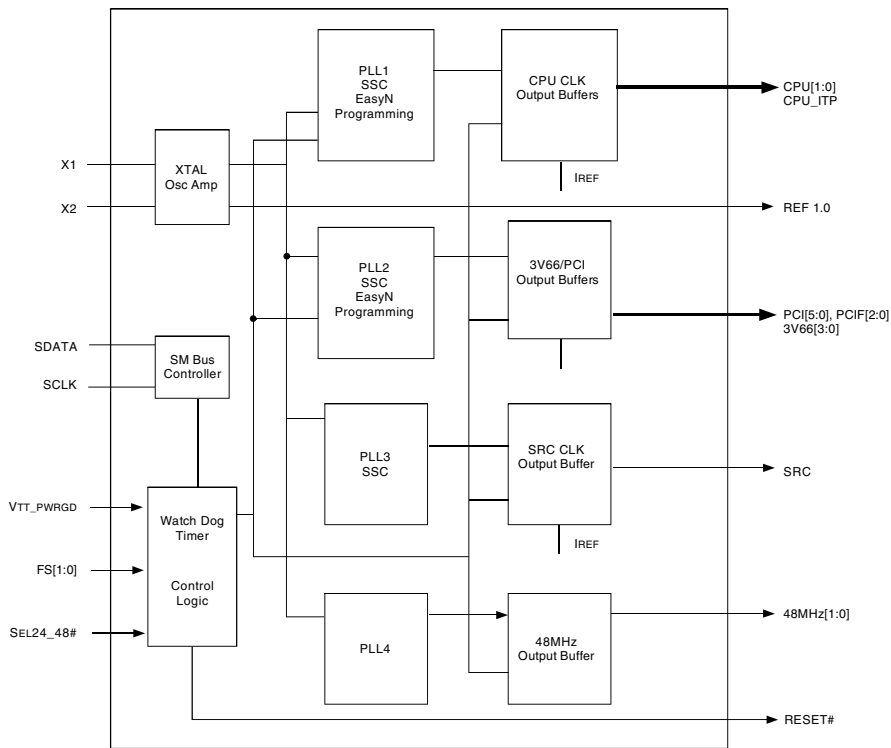 PLL1
SSC
EasyN
Programming
CPU CLK
Output Buffers
CPU[1:0]
CPU_ITP
X1
XTAL
Osc Amp
IREF
X2
REF 1.0
PLL2
SSC
EasyN
Programming
3V66/PCI
Output Buffers
PCI[5:0], PCIF[2:0]
3V66[3:0]
SDATA
SM Bus
Controller
SCLK
PLL3
SSC
SRC CLK
Output Buffer
SRC
VTT_PWRGD
Watch Dog
Timer
IREF
FS[1:0]
Control
Logic
48MHz[1:0]
SEL24_48#
PLL4
48MHz
Output Buffer
RESET#